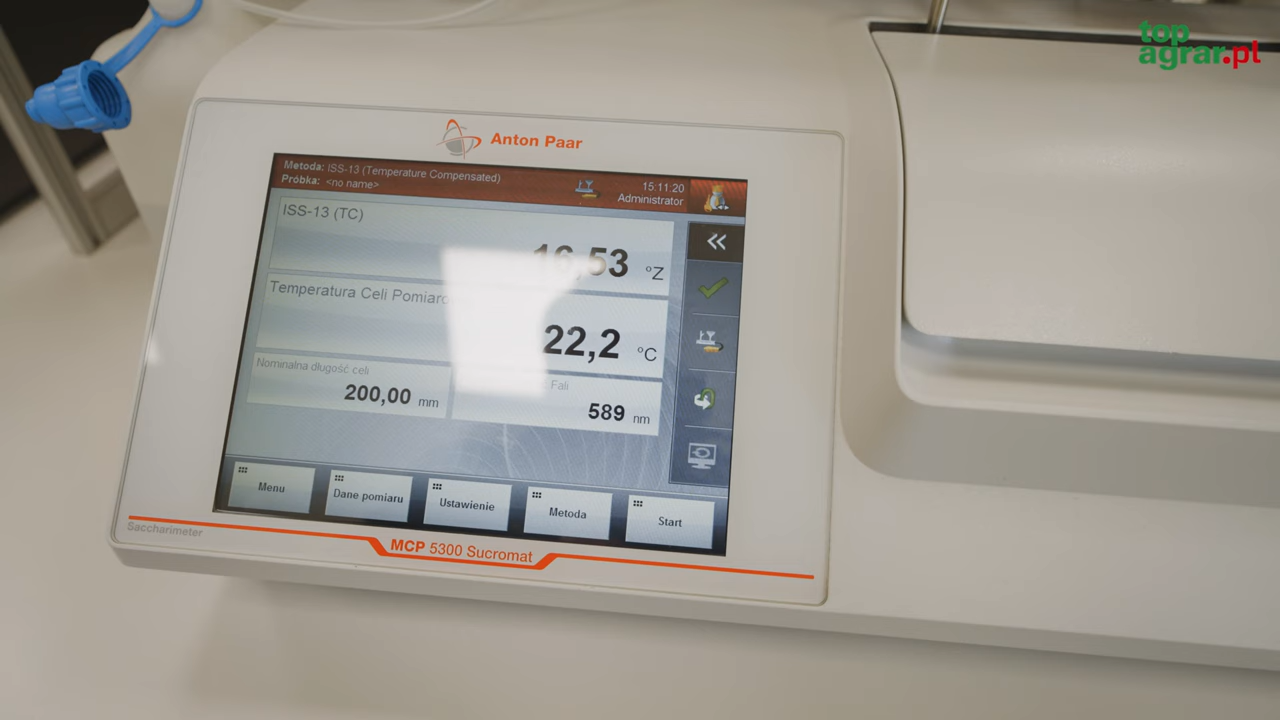 top
agrar.pl
Anton Paar
Metoda: ISS-13 (Temperature Compensated)
Próbka: <no name>
15:11:20
Administrator
ISS-13 (TC)
16,53 °Z
Temperatura Celi Pomiaro
22,2 °C
Nominalna długość celi
200,00 mm
Fali
589 nm
Menu
Dane pomiaru
Ustawienie
Metoda
Start
Saccharimeter
MCP 5300 Sucromat